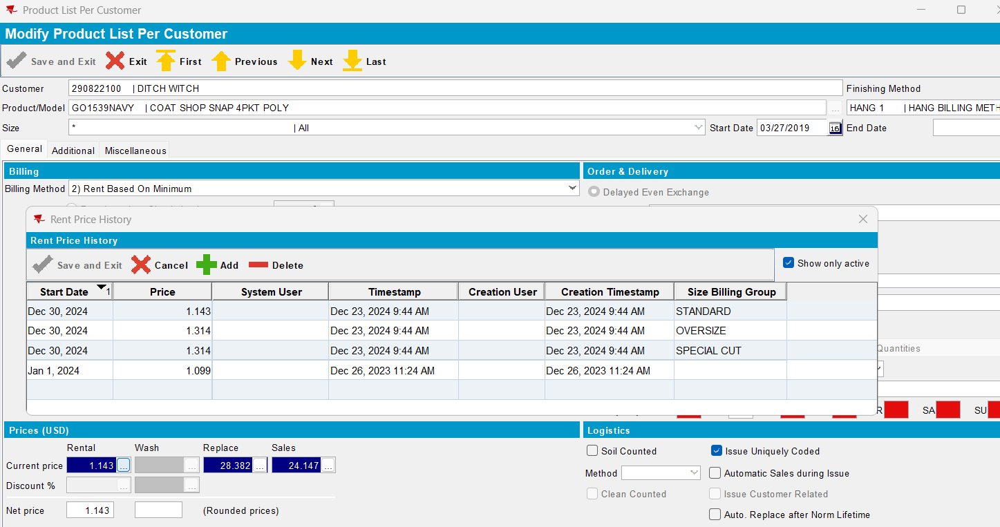 Product List Per Customer
Modify Product List Per Customer
Save and Exit Exit First Previous Next Last
Customer 290822100 | DITCH WITCH Finishing Method
Product/Model GO1539NAVY | COAT SHOP SNAP 4PKT POLY ... HANG 1 | HANG BILLING METH
Size * | All Start Date 03/27/2019 16 End Date
General Additional Miscellaneous
Billing Order & Delivery
Billing Method 2) Rent Based On Minimum Delayed Even Exchange
Rent Price History
Rent Price History
Save and Exit Cancel Add Delete Show only active
Start Date 1 Price System User Timestamp Creation User Creation Timestamp Size Billing Group
Dec 30, 2024 1.143 Dec 23, 2024 9:44 AM Dec 23, 2024 9:44 AM STANDARD
Dec 30, 2024 1.314 Dec 23, 2024 9:44 AM Dec 23, 2024 9:44 AM OVERSIZE
Dec 30, 2024 1.314 Dec 23, 2024 9:44 AM Dec 23, 2024 9:44 AM SPECIAL CUT
Quantities
Jan 1, 2024 1.099 Dec 26, 2023 11:24 AM Dec 26, 2023 11:24 AM
R SA SU
Prices (USD) Logistics
Rental Wash Replace Sales
Soil Counted Issue Uniquely Coded
Current price 1.143 ... ... 28.382 ... 24.147 ...
Method Automatic Sales during Issue
Discount % ... ...
Clean Counted Issue Customer Related
Net price 1.143 (Rounded prices)
Auto. Replace after Norm Lifetime